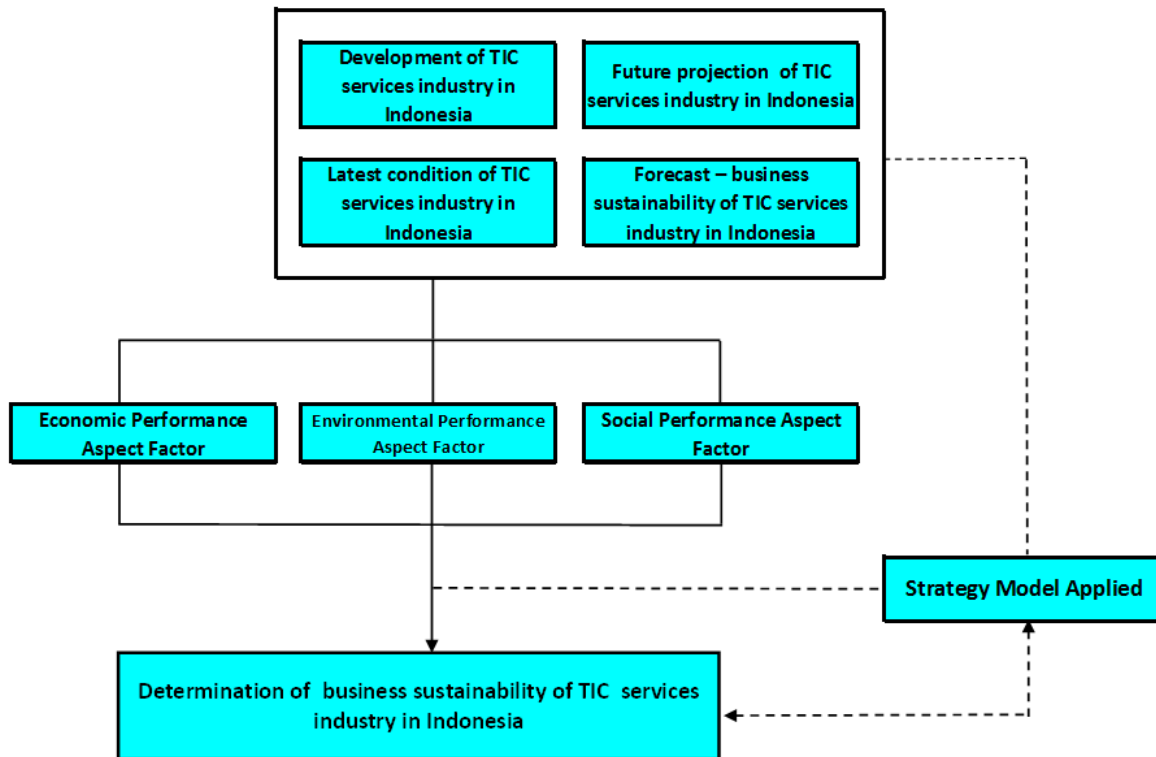 Development of TIC
services industry in
Indonesia
Future projection of TIC
services industry in Indonesia
Latest condition of TIC
services industry in
Indonesia
Forecast – business
sustainability of TIC services
industry in Indonesia
Economic Performance
Aspect Factor
Environmental Performance
Aspect Factor
Social Performance Aspect
Factor
Strategy Model Applied
Determination of business sustainability of TIC services
industry in Indonesia